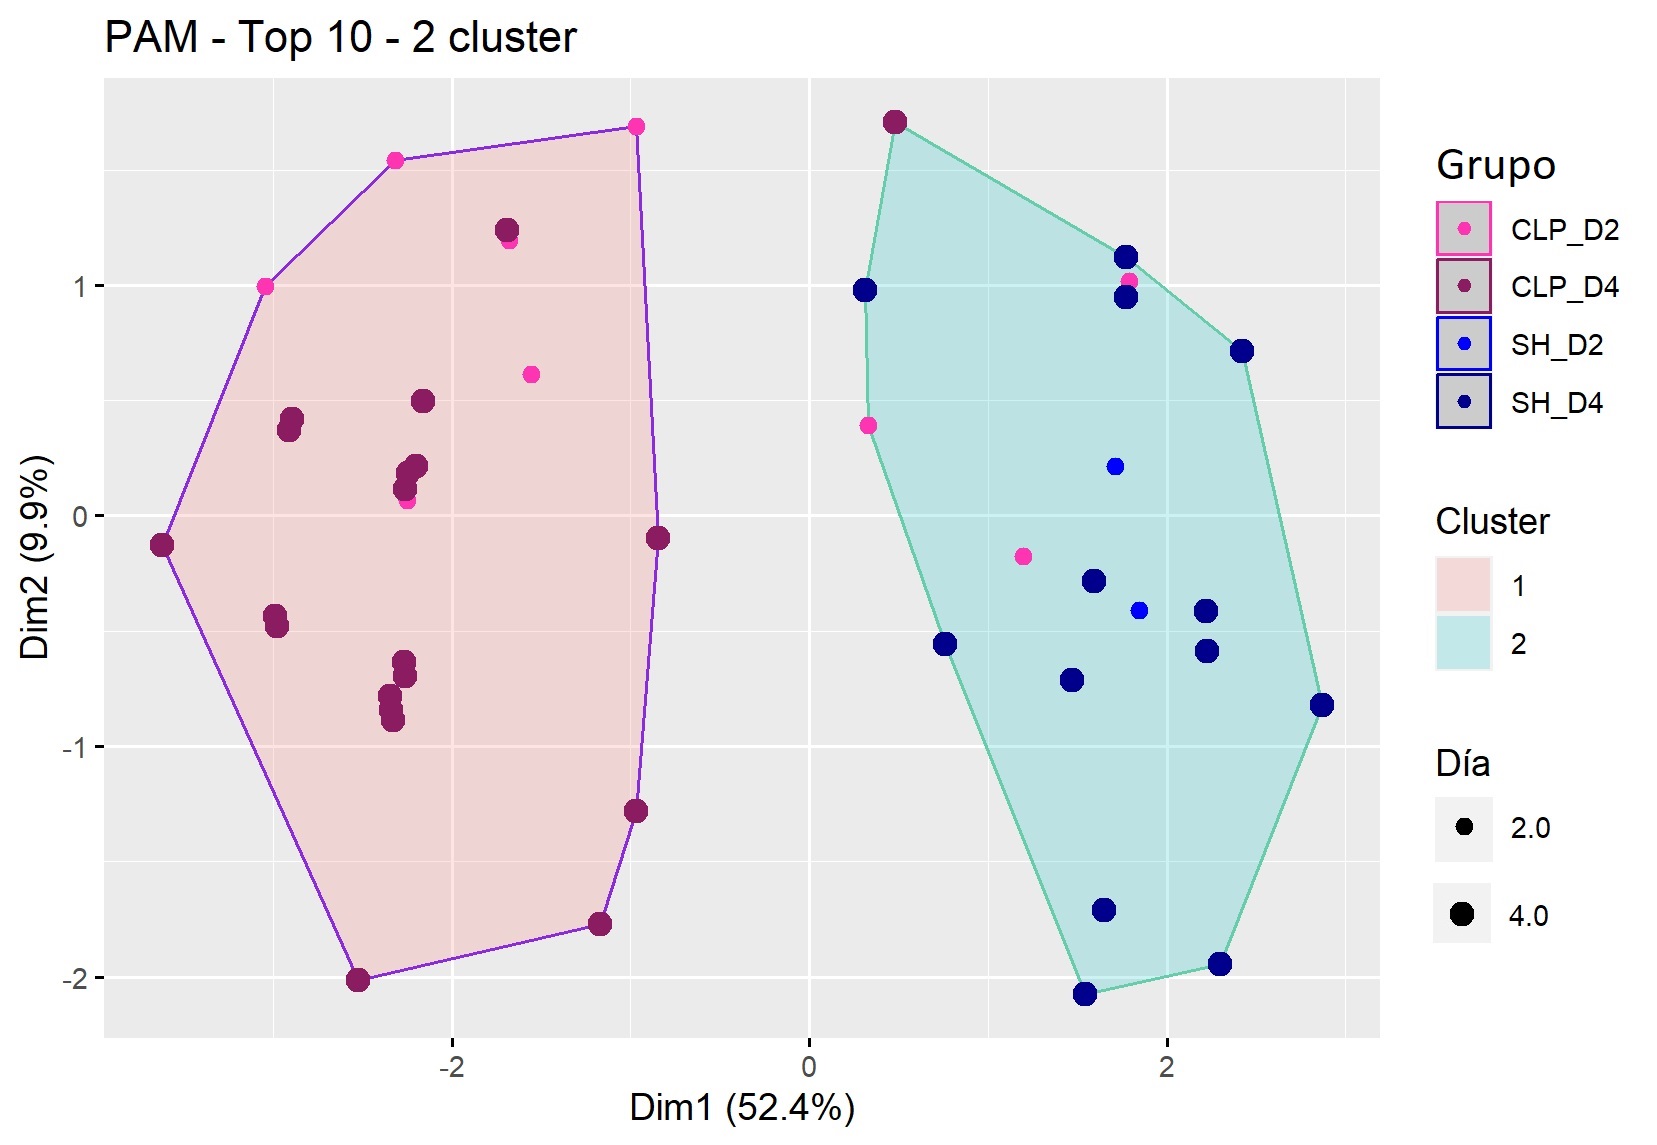 PAM - Top 10 - 2 cluster
1
0
-1
-2
Dim2 (9.9%)
-2
0
2
Dim1 (52.4%)
Grupo
CLP_D2
CLP_D4
SH_D2
SH_D4
Cluster
1
2
Día
2.0
4.0